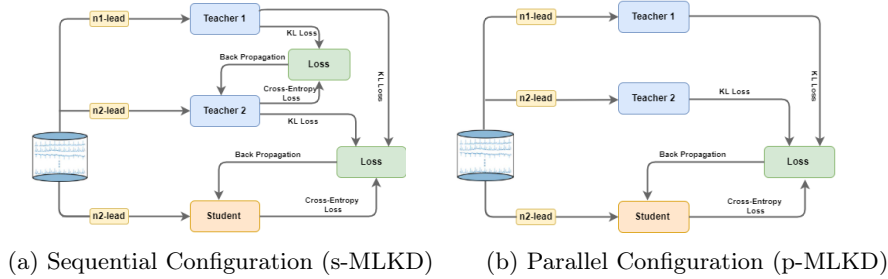 n1-lead
Teacher 1
KL Loss
Back Propagation
Loss
KL Loss
Cross-Entropy
Loss
n2-lead
Teacher 2
KL Loss
Back Propagation
Loss
n2-lead
Student
Cross-Entropy
Loss
(a) Sequential Configuration (s-MLKD)
n1-lead
Teacher 1
KL Loss
n2-lead
Teacher 2
KL Loss
Back Propagation
Loss
n2-lead
Student
Cross-Entropy
Loss
(b) Parallel Configuration (p-MLKD)